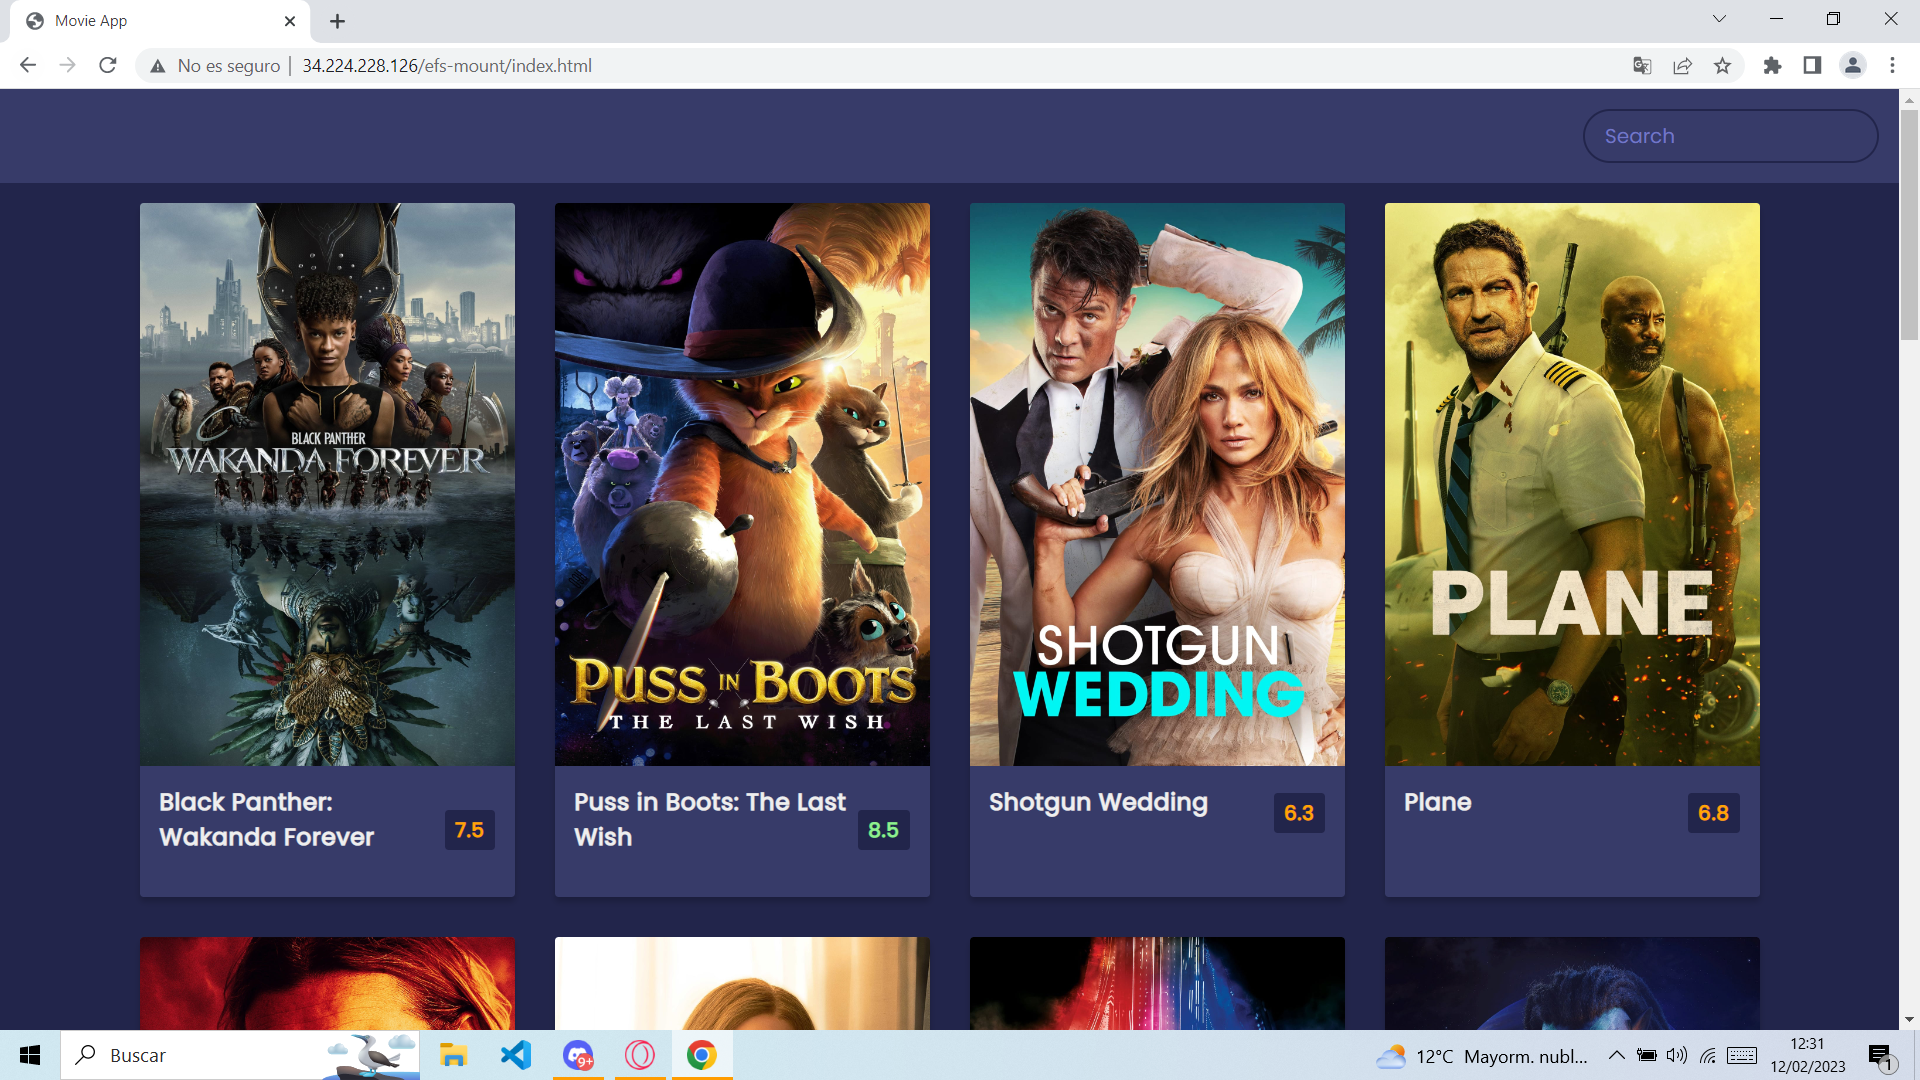 Movie App
No es seguro | 34.224.228.126/efs-mount/index.html
Search
BLACK PANTHER
WAKANDA FOREVER
PUSS IN BOOTS
THE LAST WISH
SHOTGUN
WEDDING
PLANE
Black Panther:
Wakanda Forever
7.5
Puss in Boots: The Last
Wish
8.5
Shotgun Wedding
6.3
Plane
6.8
Buscar
9+
12°C Mayorm. nubl...
12:31
12/02/2023
1